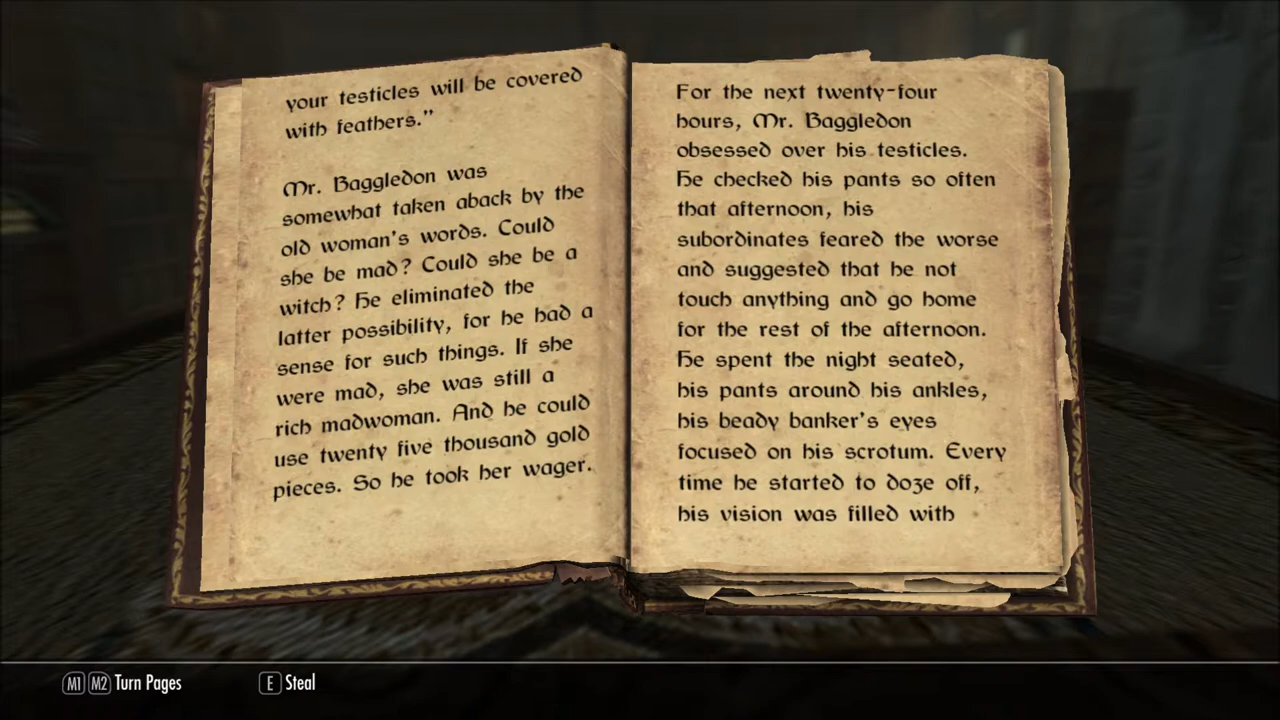 your testicles will be covered
with feathers."
Mr. Baggledon was
somewhat taken aback by the
old woman's words. Could
she be mad? Could she be a
witch? He eliminated the
latter possibility, for he had a
sense for such things. If she
were mad, she was still a
rich madwoman. And he could
use twenty five thousand gold
pieces. So he took her wager.
For the next twenty-four
hours, Mr. Baggledon
obsessed over his testicles.
He checked his pants so often
that afternoon, his
subordinates feared the worse
and suggested that he not
touch anything and go home
for the rest of the afternoon.
He spent the night seated,
his pants around his ankles,
his beady banker's eyes
focused on his scrotum. Every
time he started to doze off,
his vision was filled with
M1 M2 Turn Pages E Steal